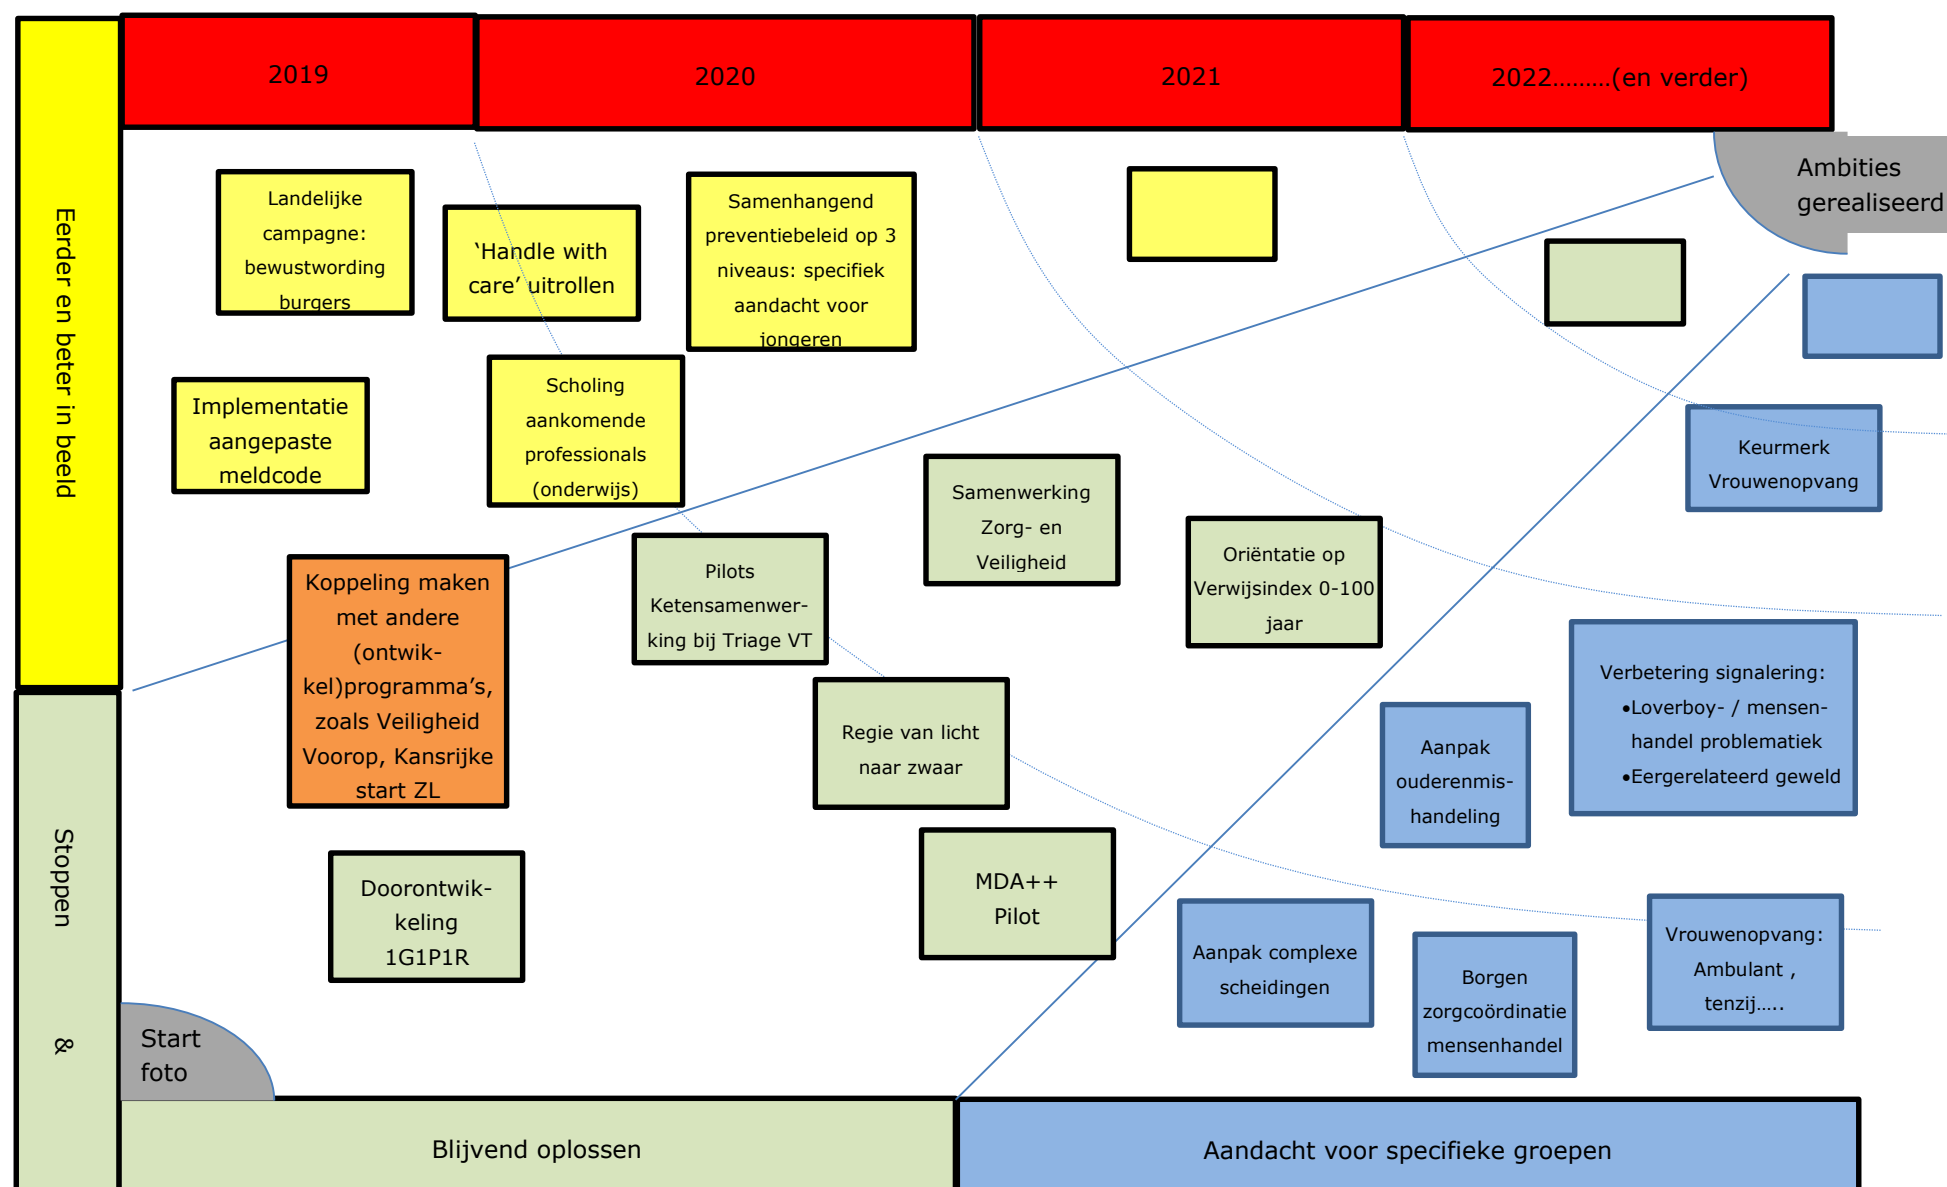 2019
2020
2021
2022.........(en verder)
Eerder en beter in beeld
Ambities
gerealiseerd
Landelijke
campagne:
bewustwording
burgers
‘Handle with
care’ uitrollen
Samenhangend
preventiebeleid op 3
niveaus: specifiek
aandacht voor
jongeren
Implementatie
aangepaste
meldcode
Scholing
aankomende
professionals
(onderwijs)
Keurmerk
Vrouwenopvang
Samenwerking
Zorg- en
Veiligheid
Oriëntatie op
Verwijsindex 0-100
jaar
Pilots
Ketensamenwer-
king bij Triage VT
Koppeling maken
met andere
(ontwik-
kel)programma’s,
zoals Veiligheid
Voorop, Kansrijke
start ZL
Verbetering signalering:
•Loverboy- / mensen-
handel problematiek
•Eergerelateerd geweld
Regie van licht
naar zwaar
Aanpak
ouderenmis-
handeling
Stoppen &
Doorontwik-
keling
1G1P1R
MDA++
Pilot
Aanpak complexe
scheidingen
Borgen
zorgcoördinatie
mensenhandel
Vrouwenopvang:
Ambulant ,
tenzij…..
Start
foto
Blijvend oplossen
Aandacht voor specifieke groepen